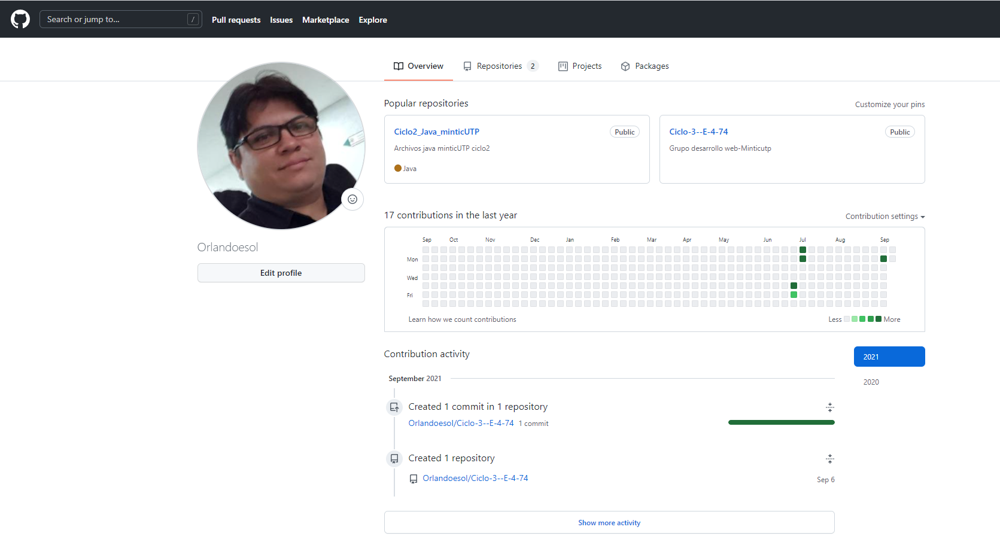 Search or jump to... /
Pull requests Issues Marketplace Explore
Overview Repositories 2 Projects Packages
Orlandoesol
Edit profile
Popular repositories
Customize your pins
Ciclo2_Java_minticUTP Public
Archivos java minticUTP ciclo2
Java
Ciclo-3--E-4-74 Public
Grupo desarrollo web-Minticutp
17 contributions in the last year
Contribution settings
Sep Oct Nov Dec Jan Feb Mar Apr May Jun Jul Aug Sep
Mon
Wed
Fri
Learn how we count contributions
Less More
Contribution activity
2021
2020
September 2021
Created 1 commit in 1 repository
Orlandoesol/Ciclo-3--E-4-74 1 commit
Created 1 repository
Orlandoesol/Ciclo-3--E-4-74
Sep 6
Show more activity